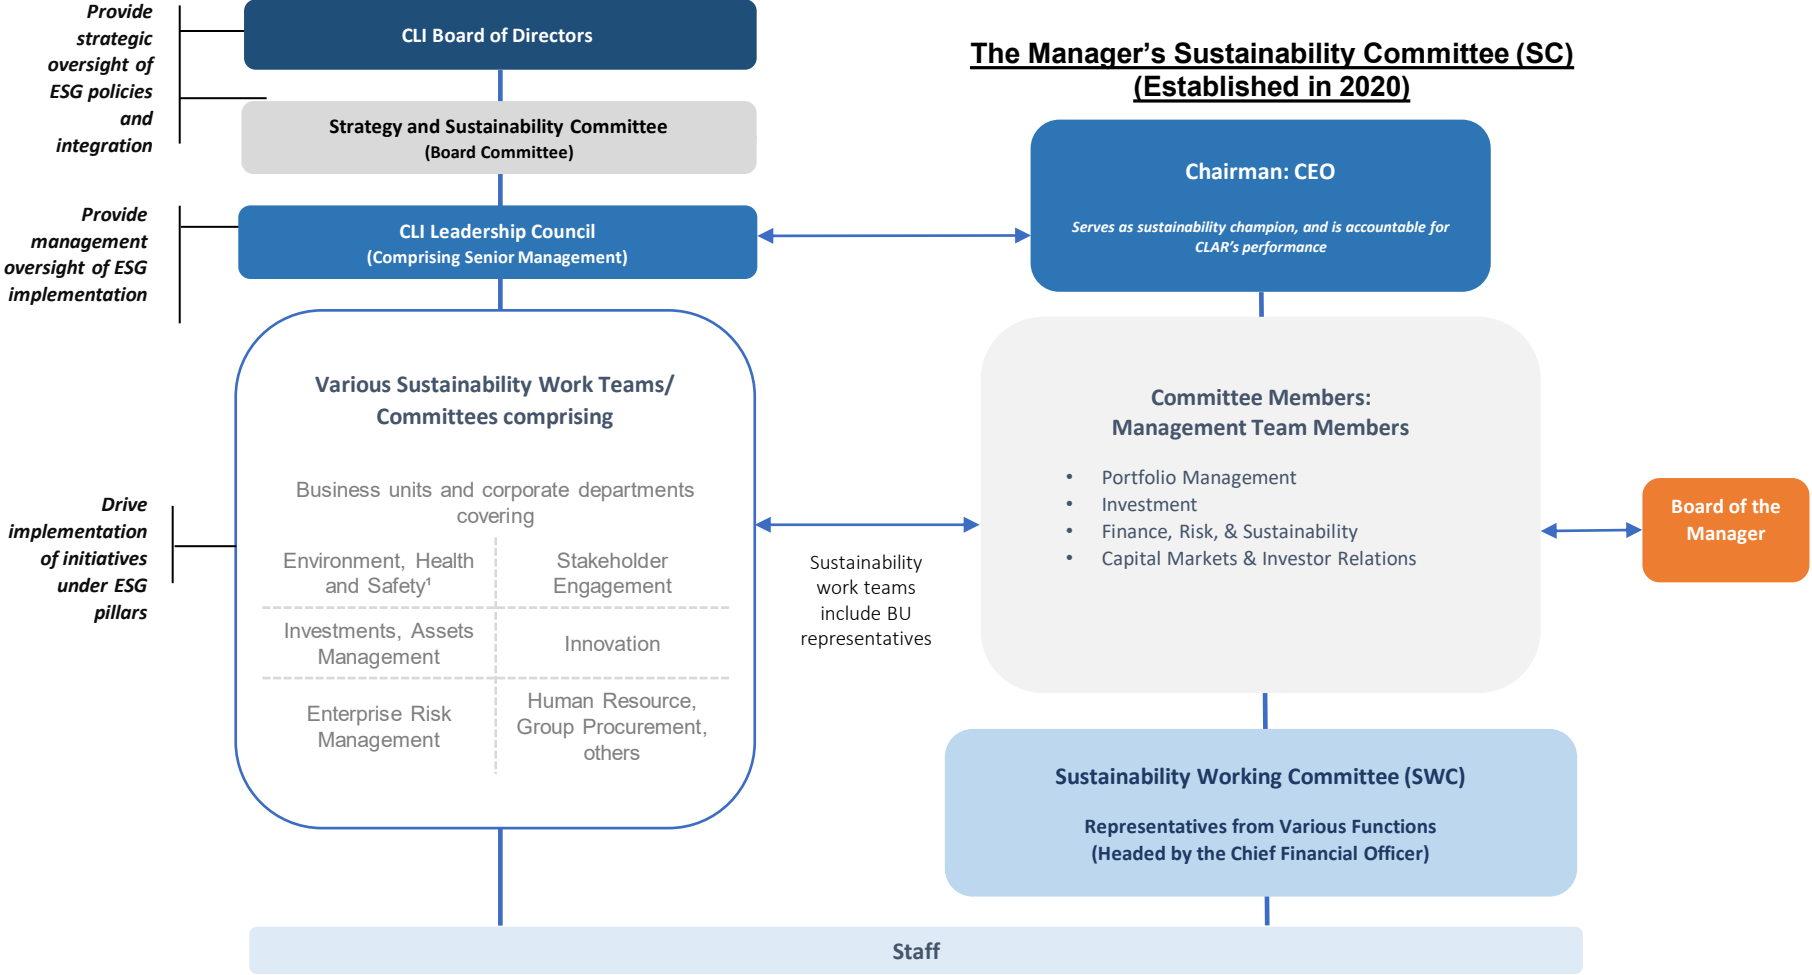 Provide
strategic
oversight of
ESG policies
and
integration
CLI Board of Directors
Strategy and Sustainability Committee
(Board Committee)
Provide
management
oversight of ESG
implementation
CLI Leadership Council
(Comprising Senior Management)
Drive
implementation
of initiatives
under ESG
pillars
Various Sustainability Work Teams/
Committees comprising
Business units and corporate departments
covering
Environment, Health
and Safety¹
Stakeholder
Engagement
Investments, Assets
Management
Innovation
Enterprise Risk
Management
Human Resource,
Group Procurement,
others
Sustainability
work teams
include BU
representatives
The Manager’s Sustainability Committee (SC)
(Established in 2020)
Chairman: CEO
Serves as sustainability champion, and is accountable for
CLAR’s performance
Committee Members:
Management Team Members
• Portfolio Management
• Investment
• Finance, Risk, & Sustainability
• Capital Markets & Investor Relations
Board of the
Manager
Sustainability Working Committee (SWC)
Representatives from Various Functions
(Headed by the Chief Financial Officer)
Staff